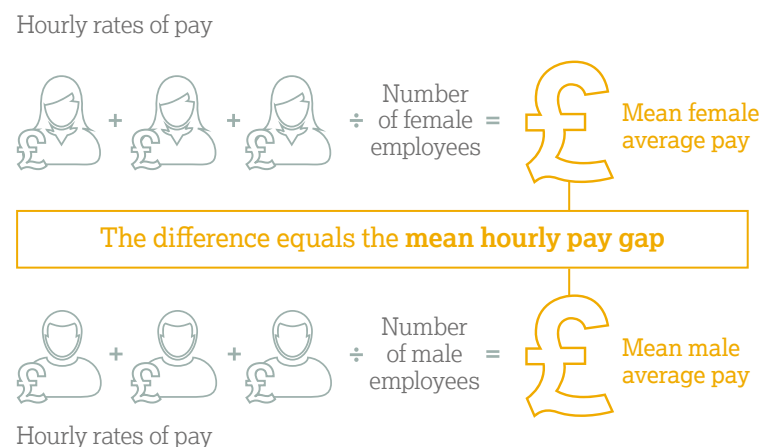 Hourly rates of pay
£ + £ + £ ÷ Number of female employees = £ Mean female average pay
The difference equals the mean hourly pay gap
£ + £ + £ ÷ Number of male employees = £ Mean male average pay
Hourly rates of pay